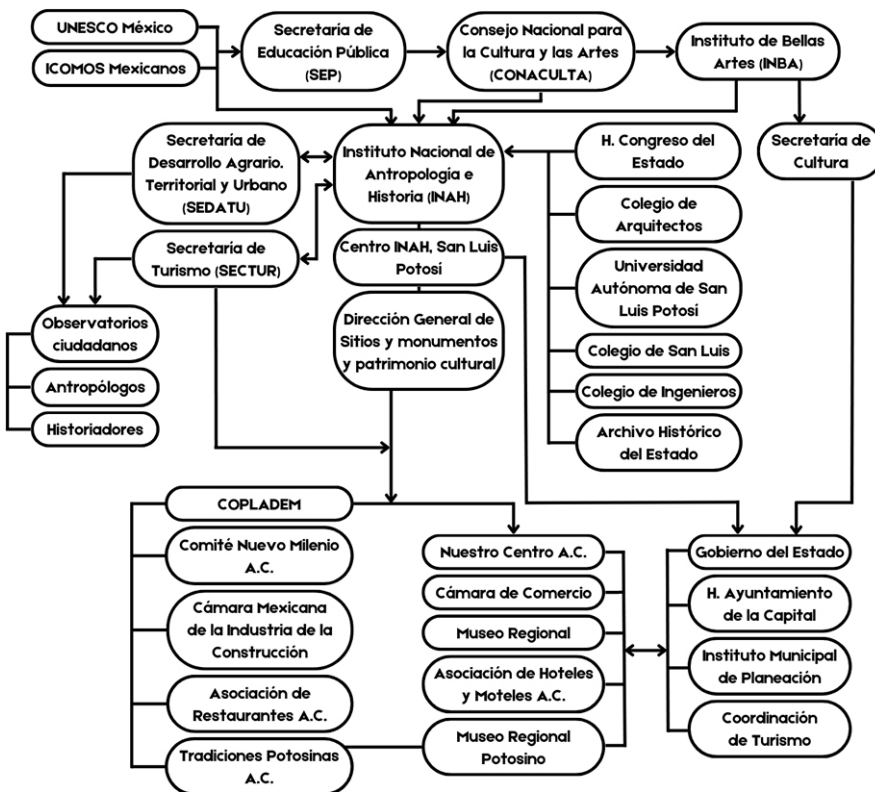 UNESCO México
ICOMOS Mexicanos
Secretaría de
Educación Pública
(SEP)
Consejo Nacional para
la Cultura y las Artes
(CONACULTA)
Instituto de Bellas
Artes (INBA)
Secretaría de
Desarrollo Agrario.
Territorial y Urbano
(SEDATU)
Instituto Nacional de
Antropología e
Historia (INAH)
H. Congreso del
Estado
Secretaría de
Cultura
Colegio de
Arquitectos
Secretaría de
Turismo (SECTUR)
Centro INAH, San Luis
Potosí
Universidad
Autónoma de San
Luis Potosí
Observatorios
ciudadanos
Dirección General de
Sitios y monumentos
y patrimonio cultural
Colegio de San Luis
Antropólogos
Colegio de Ingenieros
Historiadores
Archivo Histórico
del Estado
COPLADEM
Comité Nuevo Milenio
A.C.
Cámara Mexicana
de la Industria de la
Construcción
Asociación de
Restaurantes A.C.
Tradiciones Potosinas
A.C.
Nuestro Centro A.C.
Cámara de Comercio
Museo Regional
Asociación de Hoteles
y Moteles A.C.
Museo Regional
Potosino
Gobierno del Estado
H. Ayuntamiento
de la Capital
Instituto Municipal
de Planeación
Coordinación
de Turismo